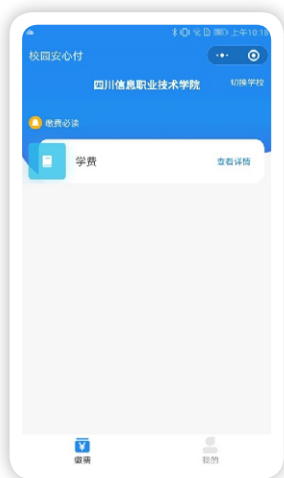 上午10:18
校园安心付
四川信息职业技术学院
切换学校
缴费必读
学费
查看详情
缴费
我的